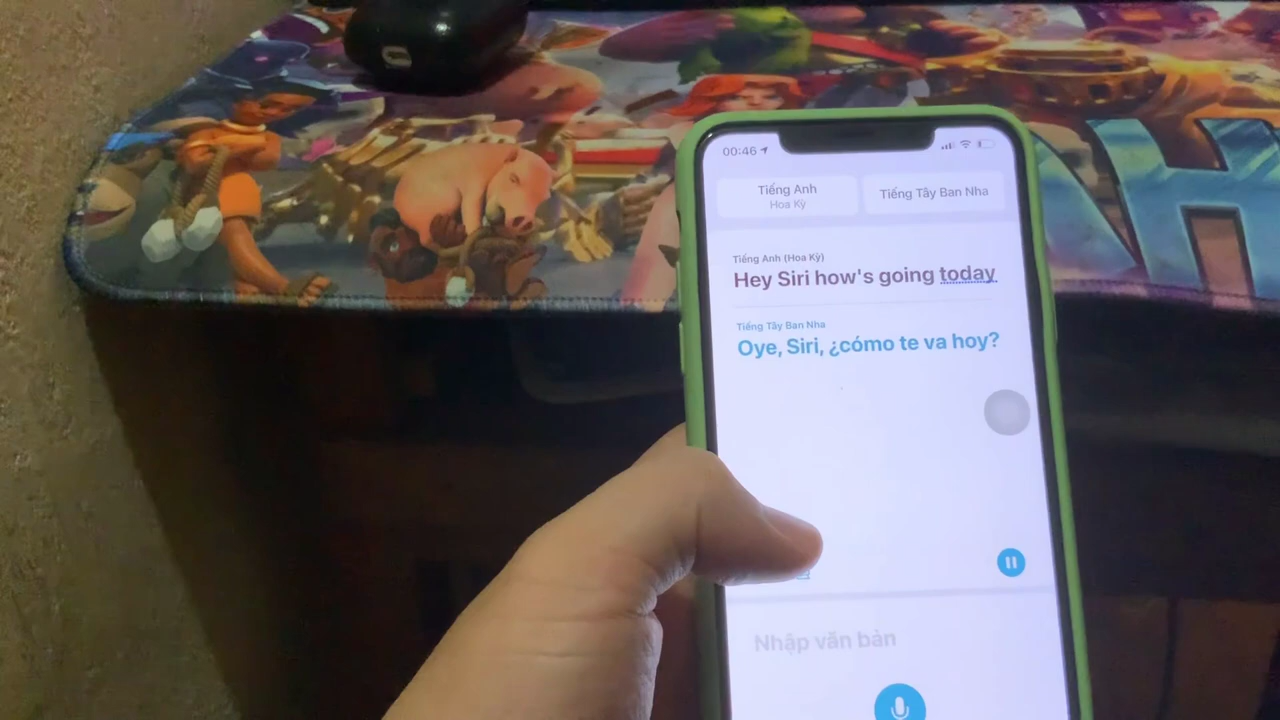 00:46
Tiếng Anh
Hoa Kỳ
Tiếng Tây Ban Nha
Tiếng Anh (Hoa Kỳ)
Hey Siri how's going today
Tiếng Tây Ban Nha
Oye, Siri, ¿cómo te va hoy?
Nhập văn bản